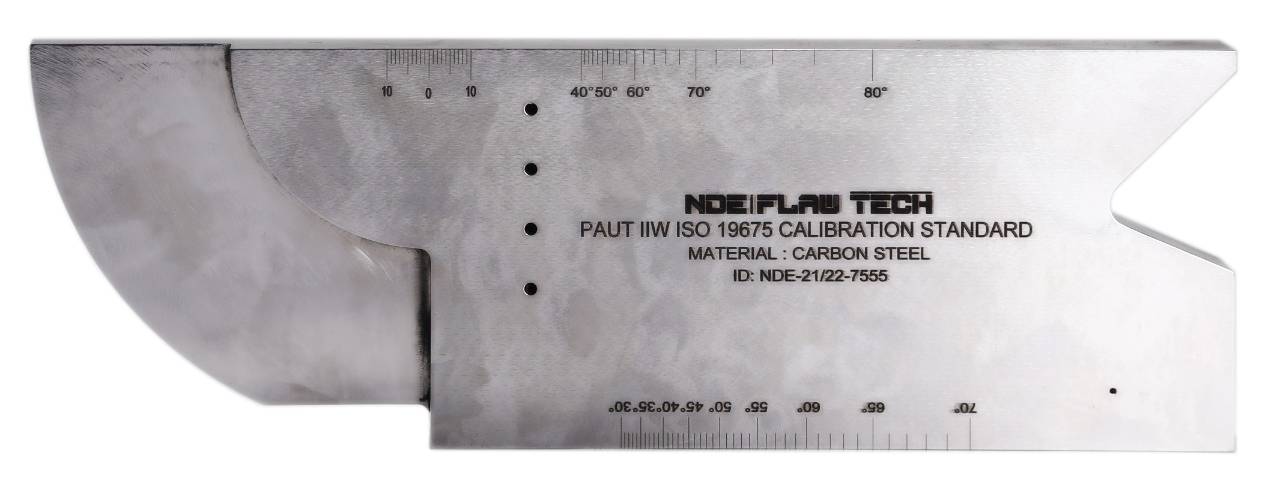 10 0 10 40° 50° 60° 70° 80°
NDE FLAW TECH
PAUT IIW ISO 19675 CALIBRATION STANDARD
MATERIAL : CARBON STEEL
ID: NDE-21/22-7555
30° 35° 40° 45° 50° 55° 60° 65° 70°